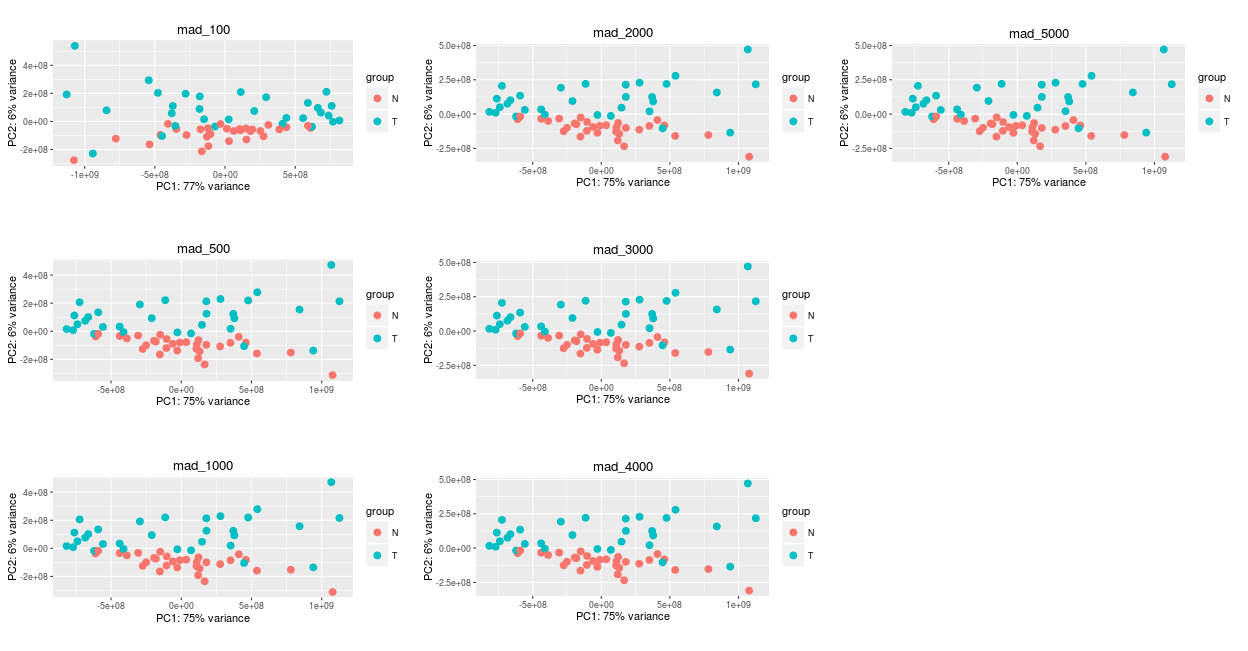 mad_100
PC2: 6% variance
4e+08
2e+08
0e+00
-2e+08
-1e+09
-5e+08
0e+00
5e+08
PC1: 77% variance
group
N
T
mad_2000
PC2: 6% variance
5.0e+08
2.5e+08
0.0e+00
-2.5e+08
-5e+08
0e+00
5e+08
1e+09
PC1: 75% variance
group
N
T
mad_5000
PC2: 6% variance
5.0e+08
2.5e+08
0.0e+00
-2.5e+08
-5e+08
0e+00
5e+08
1e+09
PC1: 75% variance
group
N
T
mad_500
PC2: 6% variance
4e+08
2e+08
0e+00
-2e+08
-5e+08
0e+00
5e+08
1e+09
PC1: 75% variance
group
N
T
mad_3000
PC2: 6% variance
5.0e+08
2.5e+08
0.0e+00
-2.5e+08
-5e+08
0e+00
5e+08
1e+09
PC1: 75% variance
group
N
T
mad_1000
PC2: 6% variance
4e+08
2e+08
0e+00
-2e+08
-5e+08
0e+00
5e+08
1e+09
PC1: 75% variance
group
N
T
mad_4000
PC2: 6% variance
5.0e+08
2.5e+08
0.0e+00
-2.5e+08
-5e+08
0e+00
5e+08
1e+09
PC1: 75% variance
group
N
T